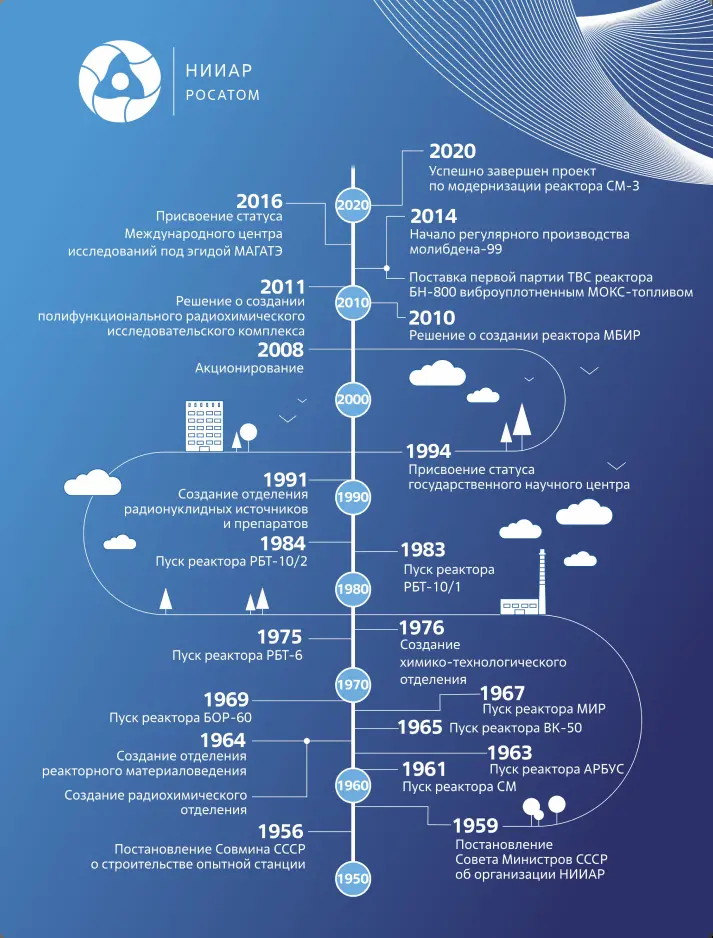 НИИАР
РОСАТОМ
2020
Успешно завершен проект
по модернизации реактора СМ-3
2020
2016
Присвоение статуса
Международного центра
исследований под эгидой МАГАТЭ
2014
Начало регулярного производства
молибдена-99
Поставка первой партии ТВС реактора
БН-800 виброуплотненным МОКС-топливом
2011
Решение о создании
полифункционального радиохимического
исследовательского комплекса
2010
2010
Решение о создании реактора МБИР
2008
Акционирование
2000
1994
Присвоение статуса
государственного научного центра
1991
Создание отделения
радионуклидных источников
и препаратов
1990
1984
Пуск реактора РБТ-10/2
1983
Пуск реактора
РБТ-10/1
1980
1976
Создание
химико-технологического
отделения
1975
Пуск реактора РБТ-6
1970
1969
Пуск реактора БОР-60
1967
Пуск реактора МИР
1965 Пуск реактора ВК-50
1964
Создание отделения
реакторного материаловедения
Создание радиохимического
отделения
1963
Пуск реактора АРБУС
1961
Пуск реактора СМ
1960
1959
Постановление
Совета Министров СССР
об организации НИИАР
1956
Постановление Совмина СССР
о строительстве опытной станции
1950